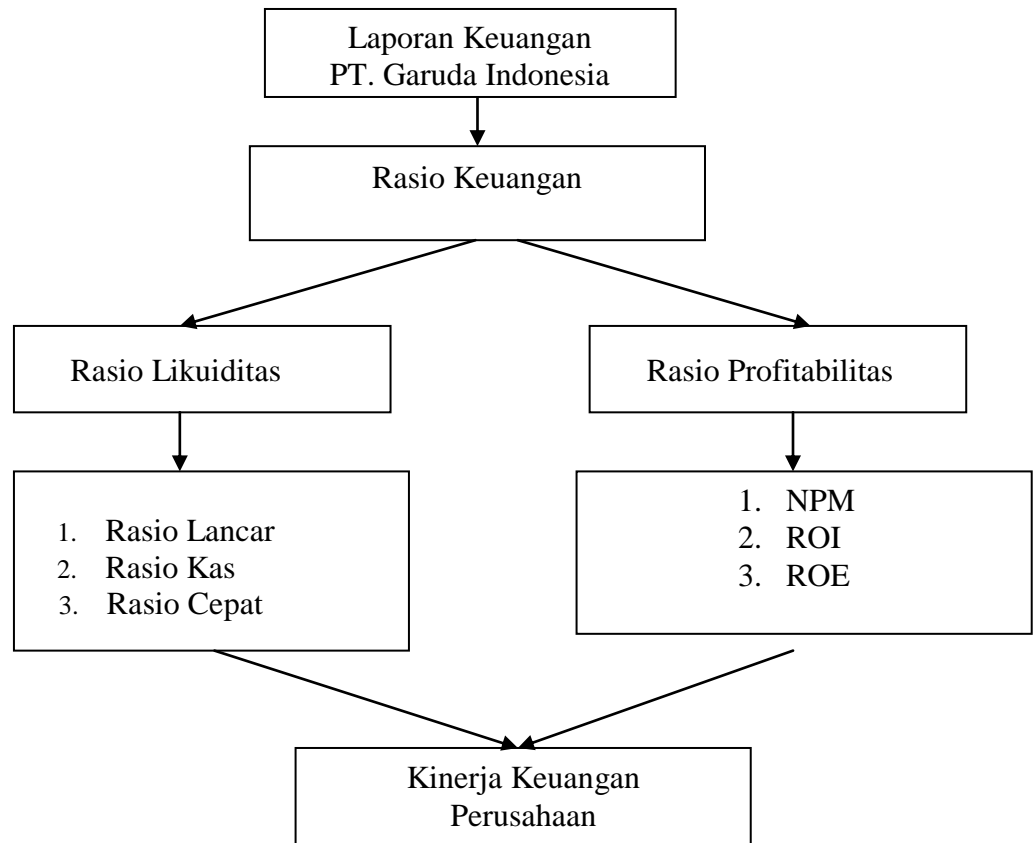 Laporan Keuangan
PT. Garuda Indonesia
Rasio Keuangan
Rasio Likuiditas
Rasio Profitabilitas
1. Rasio Lancar
2. Rasio Kas
3. Rasio Cepat
1. NPM
2. ROI
3. ROE
Kinerja Keuangan
Perusahaan